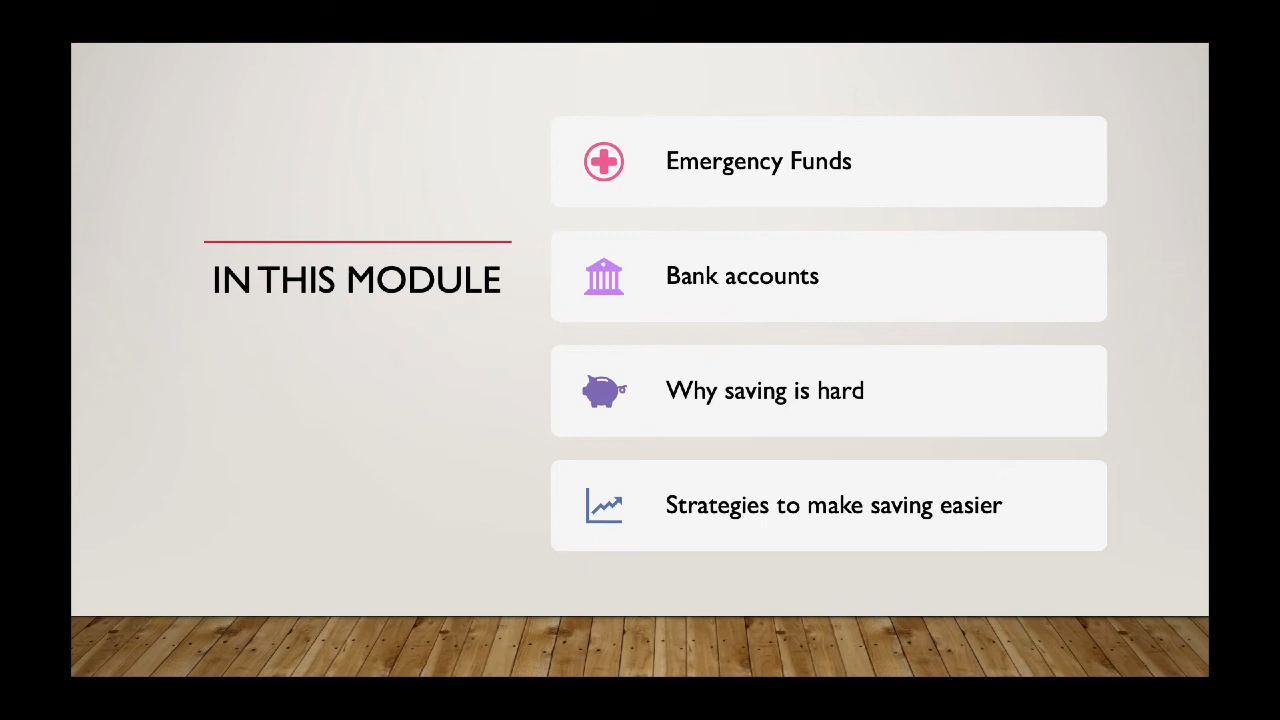 IN THIS MODULE
Emergency Funds
Bank accounts
Why saving is hard
Strategies to make saving easier